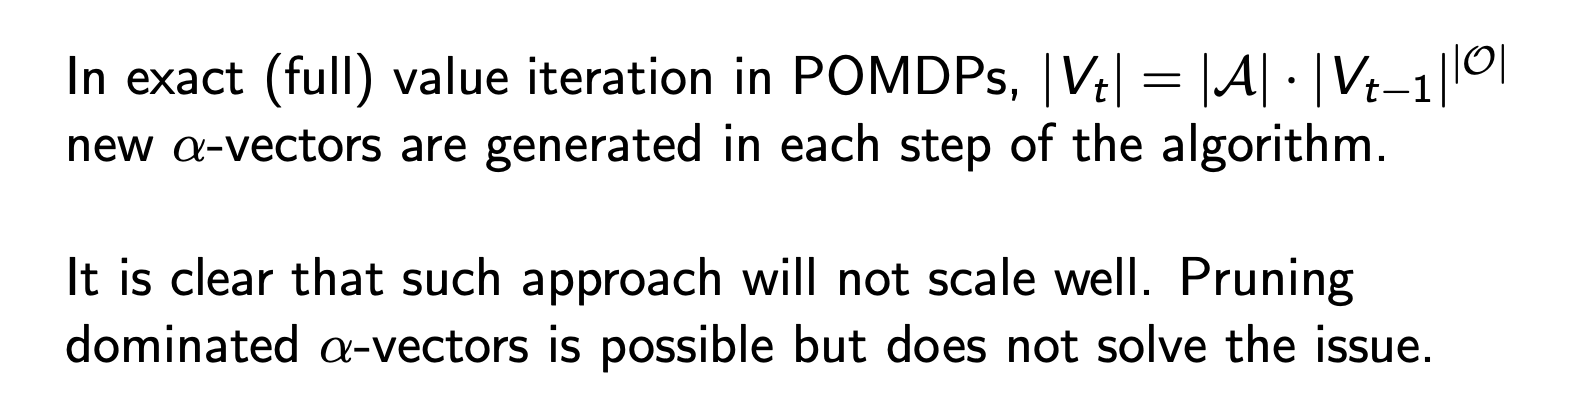 In exact (full) value iteration in POMDPs, $|V_t| = |\mathcal{A}| \cdot |V_{t-1}|^{|\mathcal{O}|}$
new $\alpha$-vectors are generated in each step of the algorithm.
It is clear that such approach will not scale well. Pruning
dominated $\alpha$-vectors is possible but does not solve the issue.